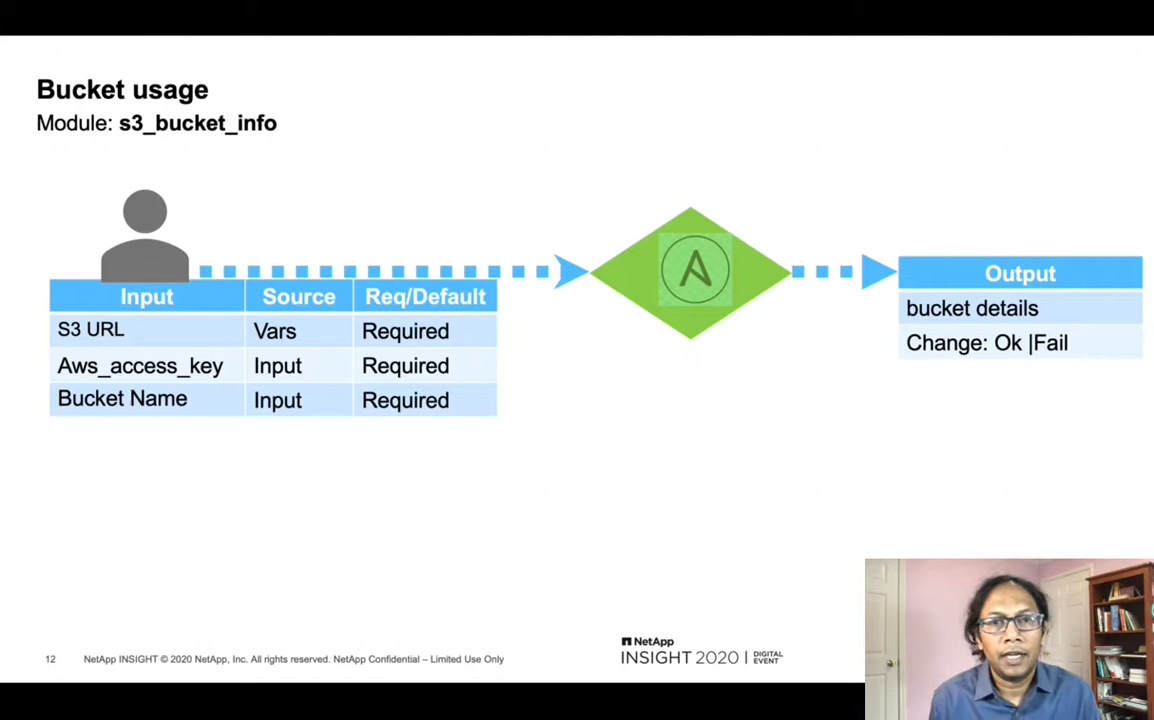 Bucket usage
Module: s3_bucket_info
Input Source Req/Default
S3 URL Vars Required
Aws_access_key Input Required
Bucket Name Input Required
Output
bucket details
Change: Ok |Fail
12 NetApp INSIGHT © 2020 NetApp, Inc. All rights reserved. NetApp Confidential – Limited Use Only
NetApp
INSIGHT 2020 | DIGITAL EVENT